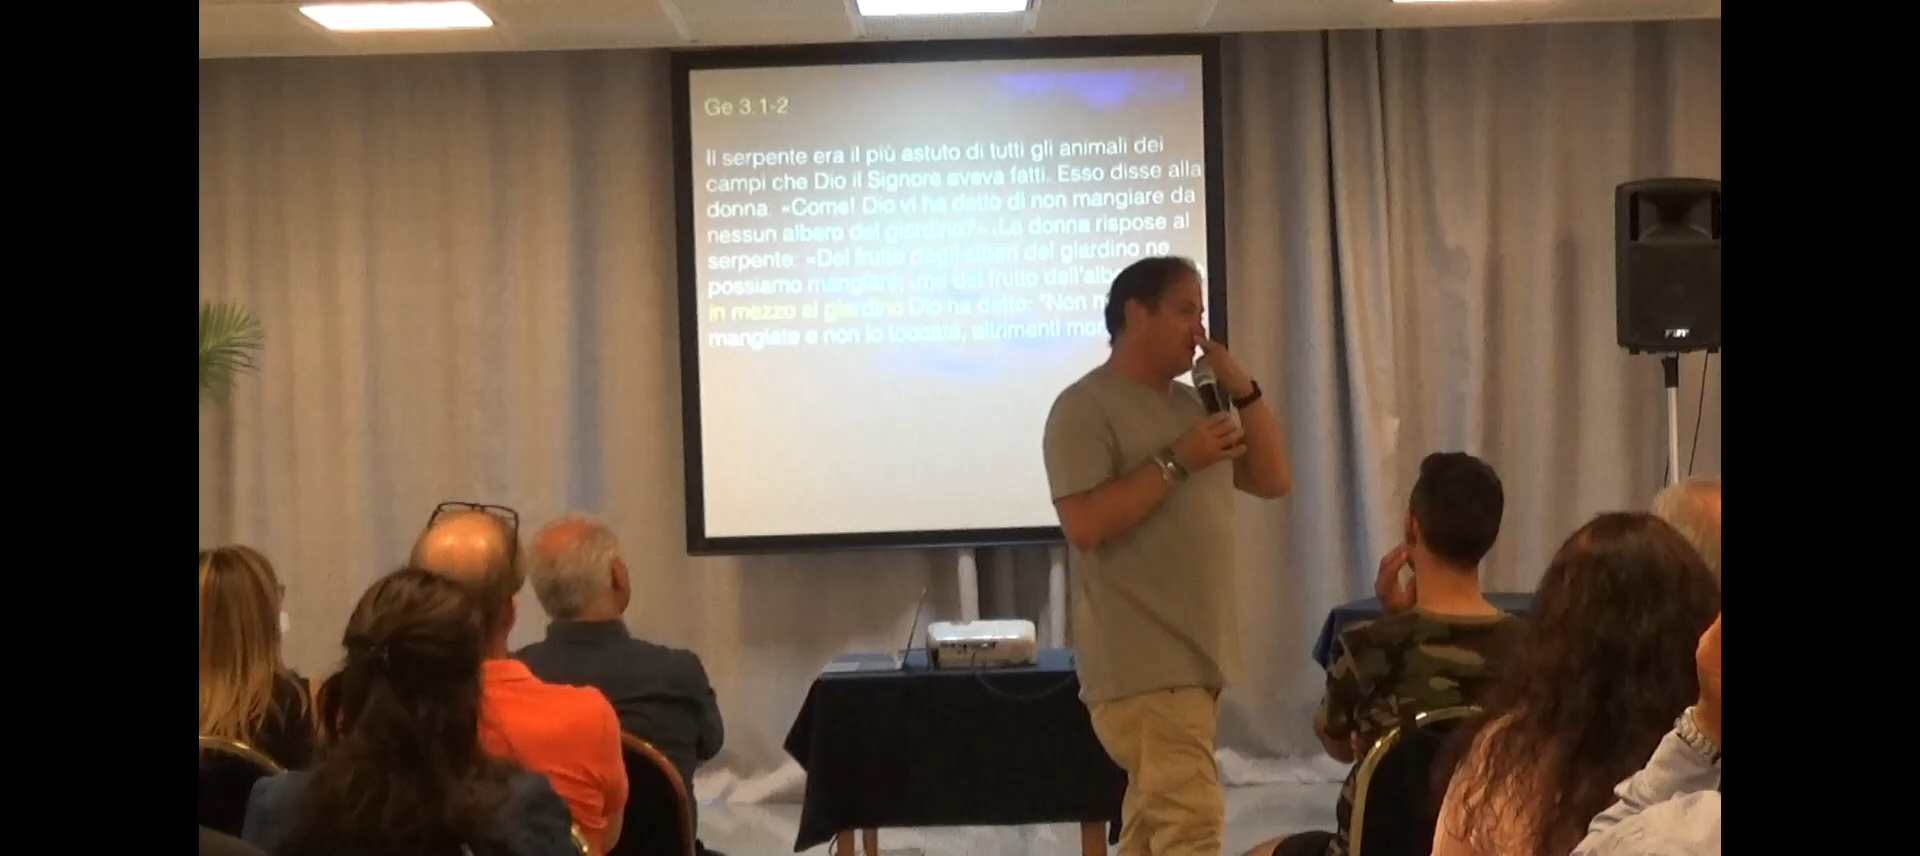 Ge 3:1-2
Il serpente era il più astuto di tutti gli animali dei
campi che Dio il Signore aveva fatti. Esso disse alla
donna: «Come! Dio vi ha detto di non mangiare da
nessun albero del giardino?» .La donna rispose al
serpente: «Del frutto degli alberi del giardino ne
possiamo mangiare; ma del frutto
in mezzo al giardino Dio ha detto: "Non
mangiate e non lo toccate, altrimenti
FBT